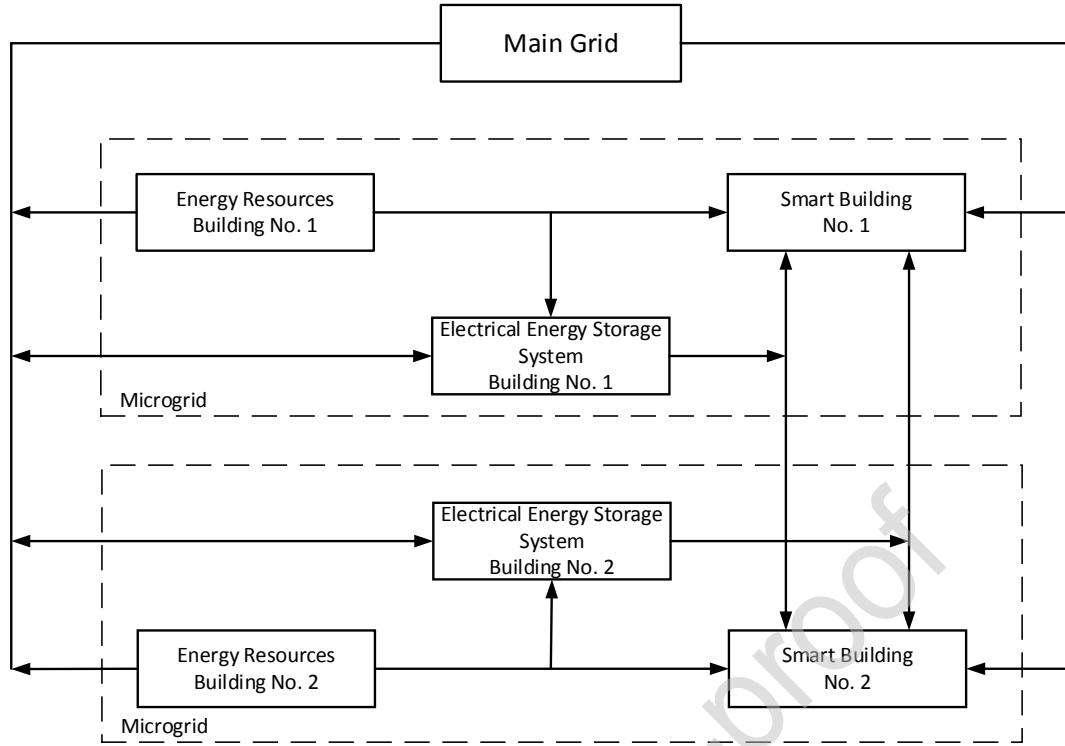 Main Grid
Energy Resources
Building No. 1
Smart Building
No. 1
Electrical Energy Storage
System
Building No. 1
Microgrid
Electrical Energy Storage
System
Building No. 2
Energy Resources
Building No. 2
Smart Building
No. 2
Microgrid
proof